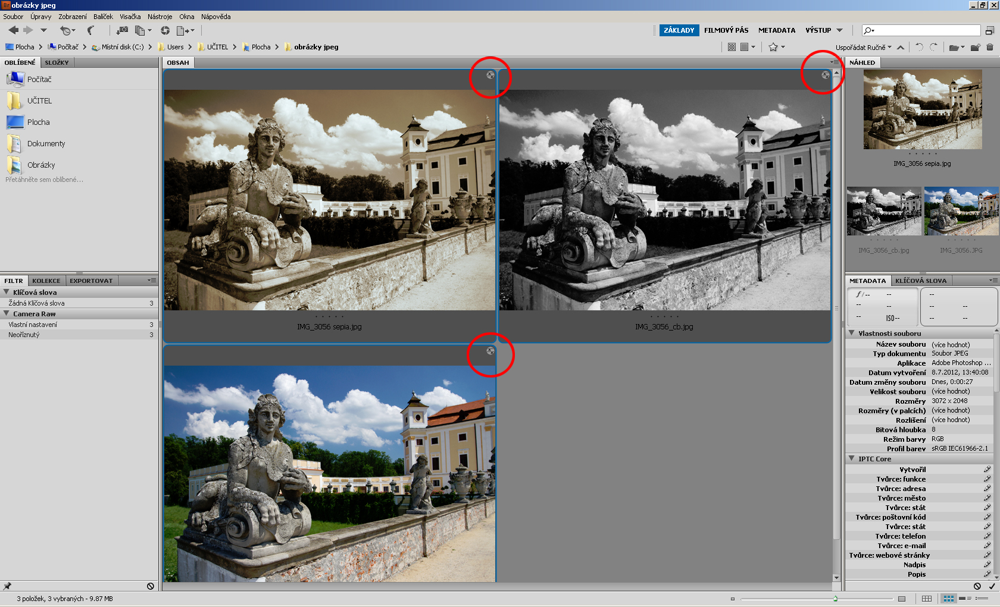 Br obrázky jpeg
Soubor Úpravy Zobrazení Balíček Visačka Nástroje Okna Nápověda
ZÁKLADY FILMOVÝ PÁS METADATA VÝSTUP
Plocha Počítač Místní disk (C:) Users UČITEL Plocha obrázky jpeg
Uspořádat Ručně
OBLÍBENÉ SLOŽKY
Počítač
UČITEL
Plocha
Dokumenty
Obrázky
Přetáhněte sem oblíbené...
FILTR KOLEKCE EXPORTOVAT
Klíčová slova
Žádná Klíčová slova 3
Camera Raw
Vlastní nastavení 3
Neoříznutý 3
OBSAH
IMG_3056 sepia.jpg
IMG_3056_cb.jpg
NÁHLED
IMG_3056 sepia.jpg
IMG_3056_cb.jpg
IMG_3056.JPG
METADATA KLÍČOVÁ SLOVA
f/-- -- --
-- -- --
-- ISO-- -- --
Vlastnosti souboru
Název souboru (více hodnot)
Typ dokumentu Soubor JPEG
Aplikace Adobe Photoshop ...
Datum vytvoření 8.7.2012, 13:40:08
Datum změny souboru Dnes, 0:00:27
Velikost souboru (více hodnot)
Rozměry 3072 x 2048
Rozměry (v palcích) (více hodnot)
Rozlišení (více hodnot)
Bitová hloubka 8
Režim barvy RGB
Profil barev sRGB IEC61966-2.1
IPTC Core
Vytvořil
Tvůrce: funkce
Tvůrce: adresa
Tvůrce: město
Tvůrce: stát
Tvůrce: poštovní kód
Tvůrce: stát
Tvůrce: telefon
Tvůrce: e-mail
Tvůrce: webové stránky
Nadpis
Popis
3 položek, 3 vybraných - 9.87 MB